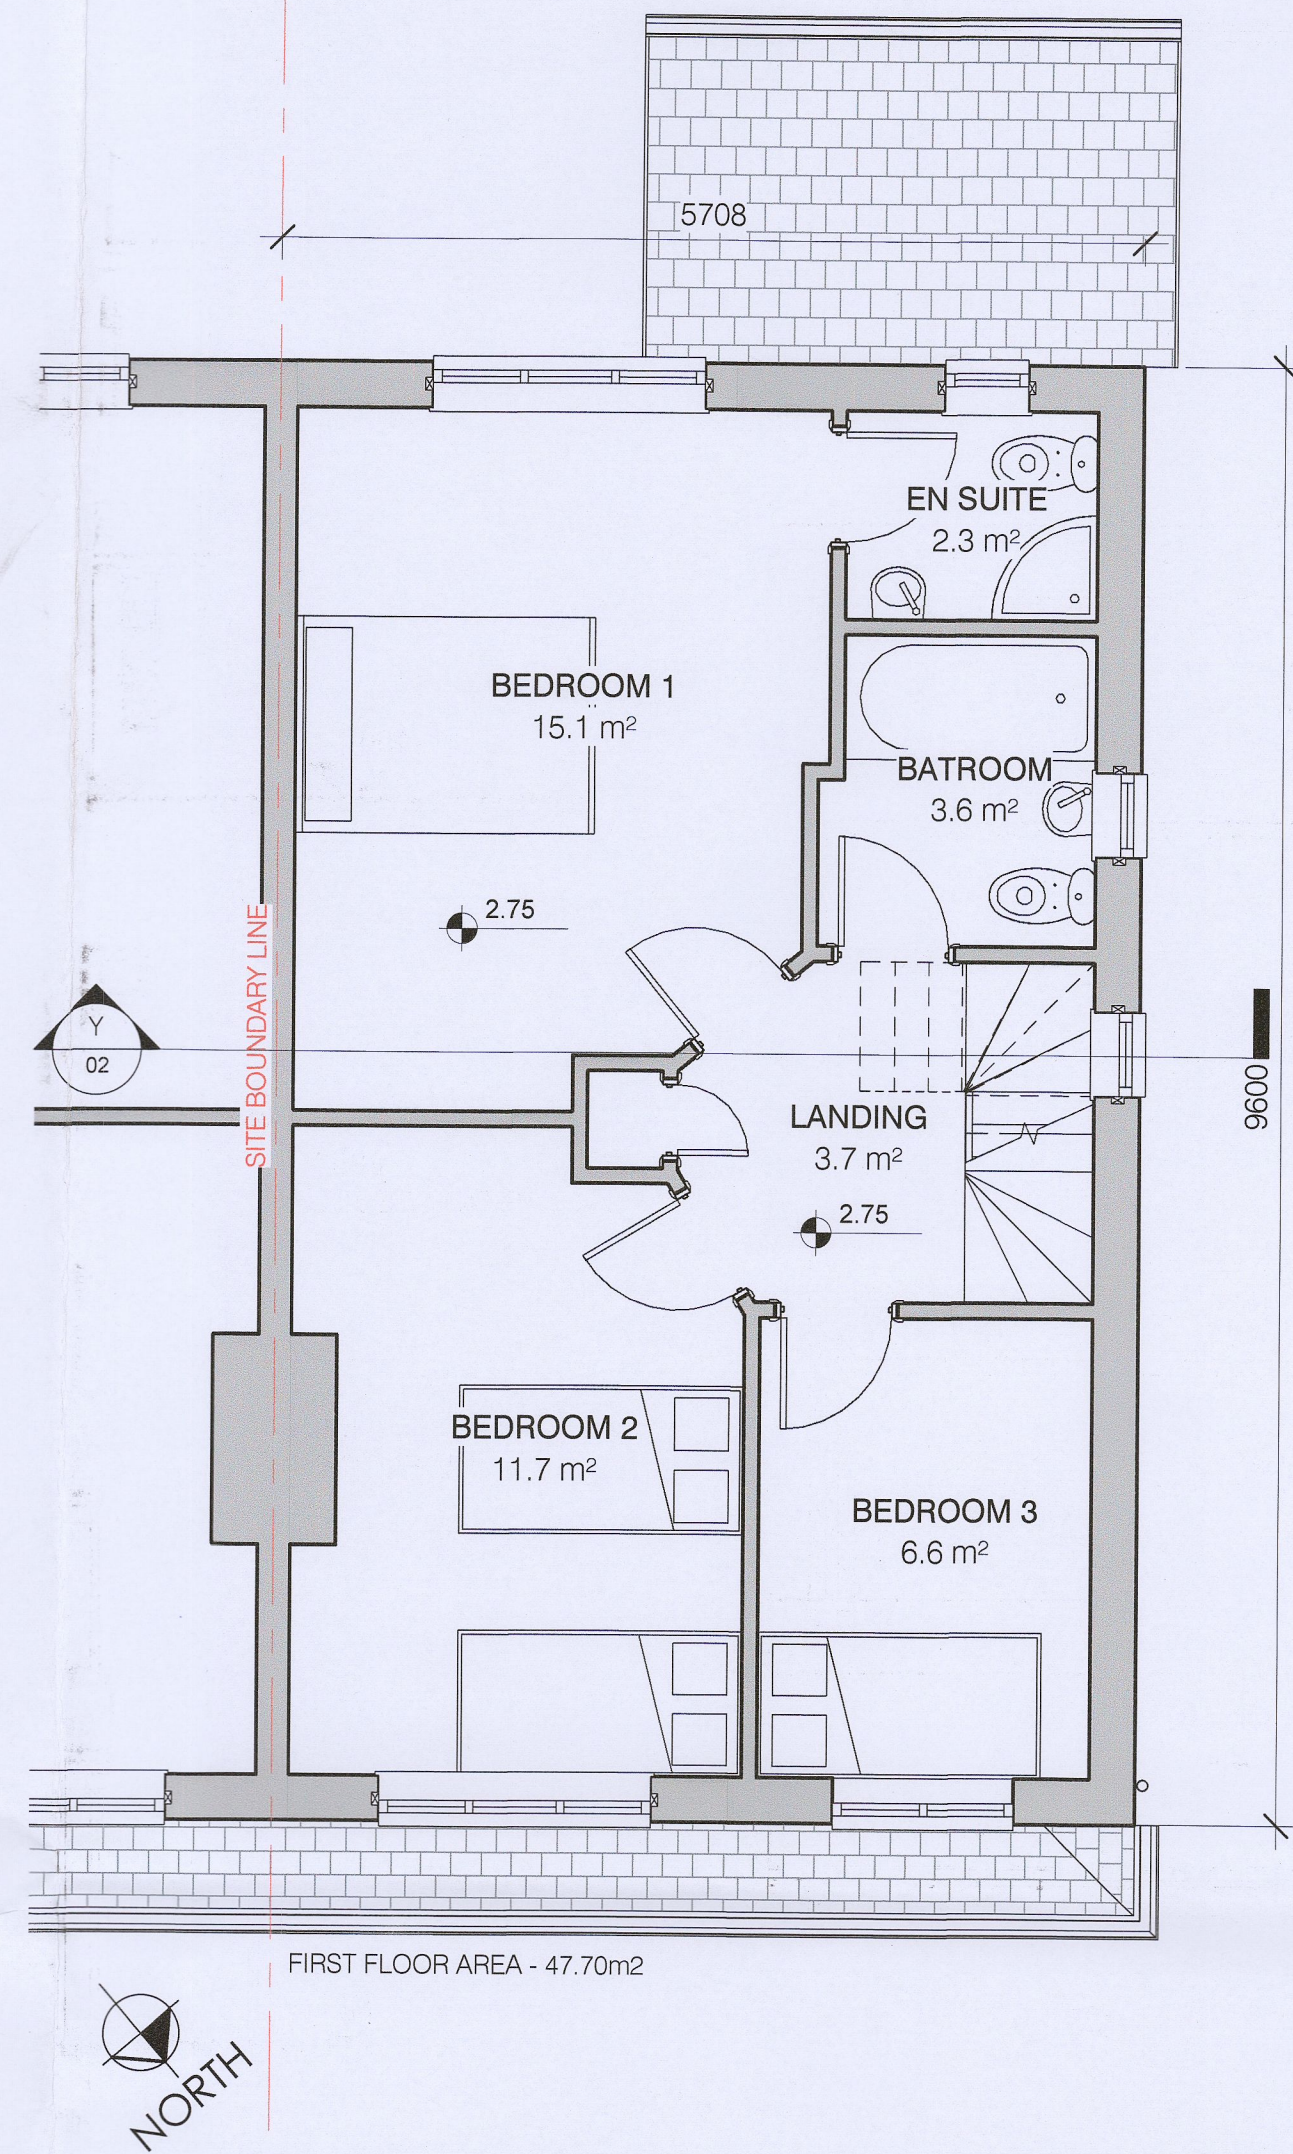 5708
EN SUITE
2.3 m²
BEDROOM 1
15.1 m²
BATROOM
3.6 m²
2.75
SITE BOUNDARY LINE
Y
02
9600
LANDING
3.7 m²
2.75
BEDROOM 2
11.7 m²
BEDROOM 3
6.6 m²
FIRST FLOOR AREA - 47.70m2
NORTH